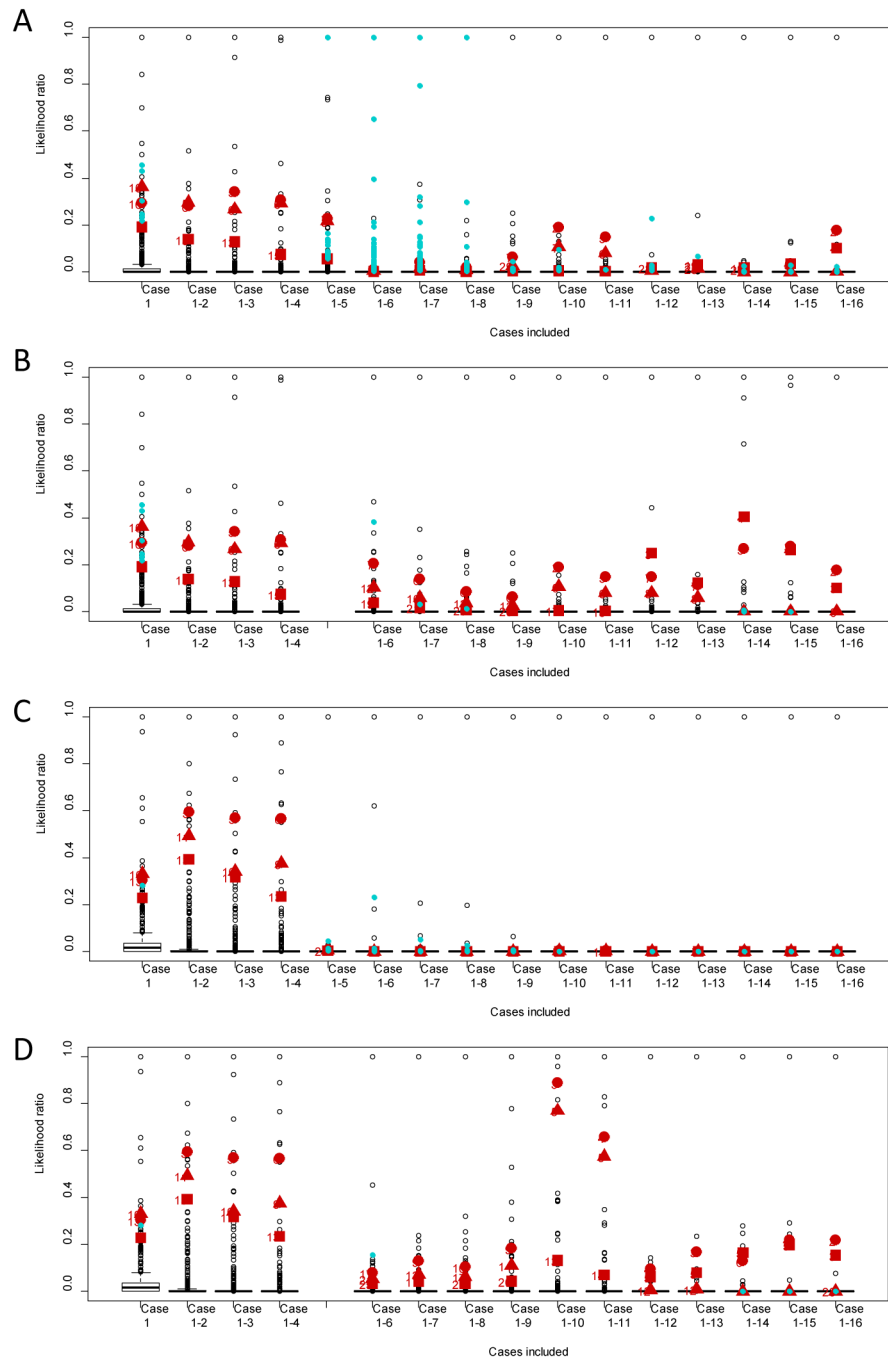 A
Likelihood ratio
1.0
0.8
0.6
0.4
0.2
0.0
Case Case Case Case Case Case Case Case Case Case Case Case Case Case Case Case
1 1-2 1-3 1-4 1-5 1-6 1-7 1-8 1-9 1-10 1-11 1-12 1-13 1-14 1-15 1-16
Cases included
B
Likelihood ratio
1.0
0.8
0.6
0.4
0.2
0.0
Case Case Case Case Case Case Case Case Case Case Case Case Case Case Case
1 1-2 1-3 1-4 1-6 1-7 1-8 1-9 1-10 1-11 1-12 1-13 1-14 1-15 1-16
Cases included
C
Likelihood ratio
1.0
0.8
0.6
0.4
0.2
0.0
Case Case Case Case Case Case Case Case Case Case Case Case Case Case Case Case
1 1-2 1-3 1-4 1-5 1-6 1-7 1-8 1-9 1-10 1-11 1-12 1-13 1-14 1-15 1-16
Cases included
D
Likelihood ratio
1.0
0.8
0.6
0.4
0.2
0.0
Case Case Case Case Case Case Case Case Case Case Case Case Case Case Case
1 1-2 1-3 1-4 1-6 1-7 1-8 1-9 1-10 1-11 1-12 1-13 1-14 1-15 1-16
Cases included